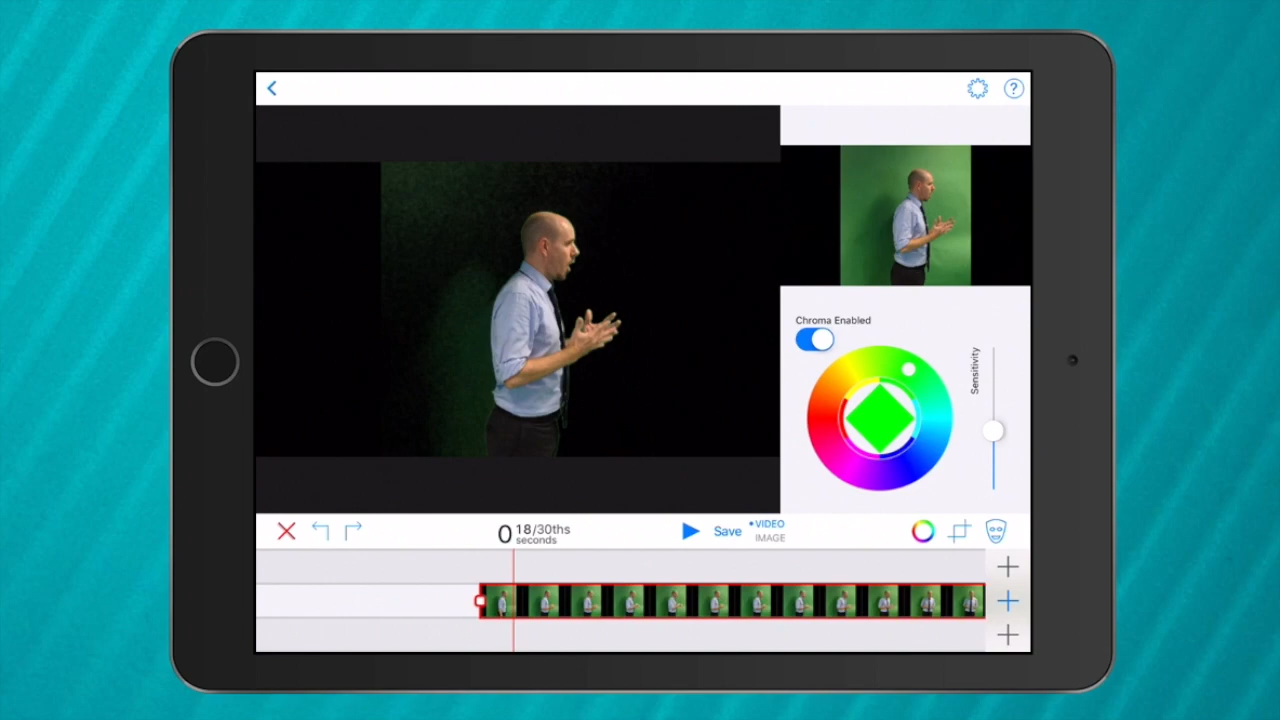 ?
Chroma Enabled
Sensitivity
0 18/30ths
seconds
Save
•VIDEO
IMAGE